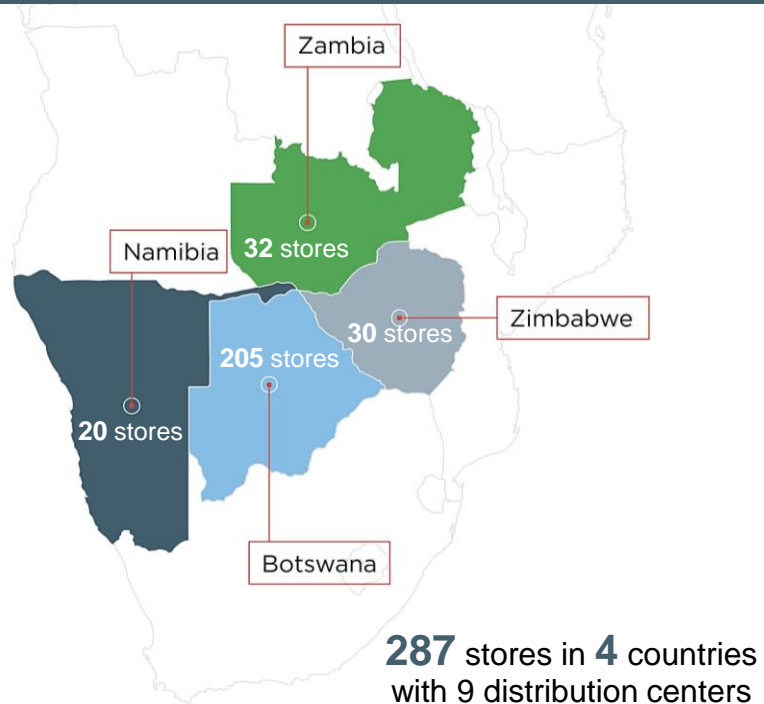 Zambia
32 stores
Namibia
Zimbabwe
30 stores
205 stores
20 stores
Botswana
287 stores in 4 countries
with 9 distribution centers